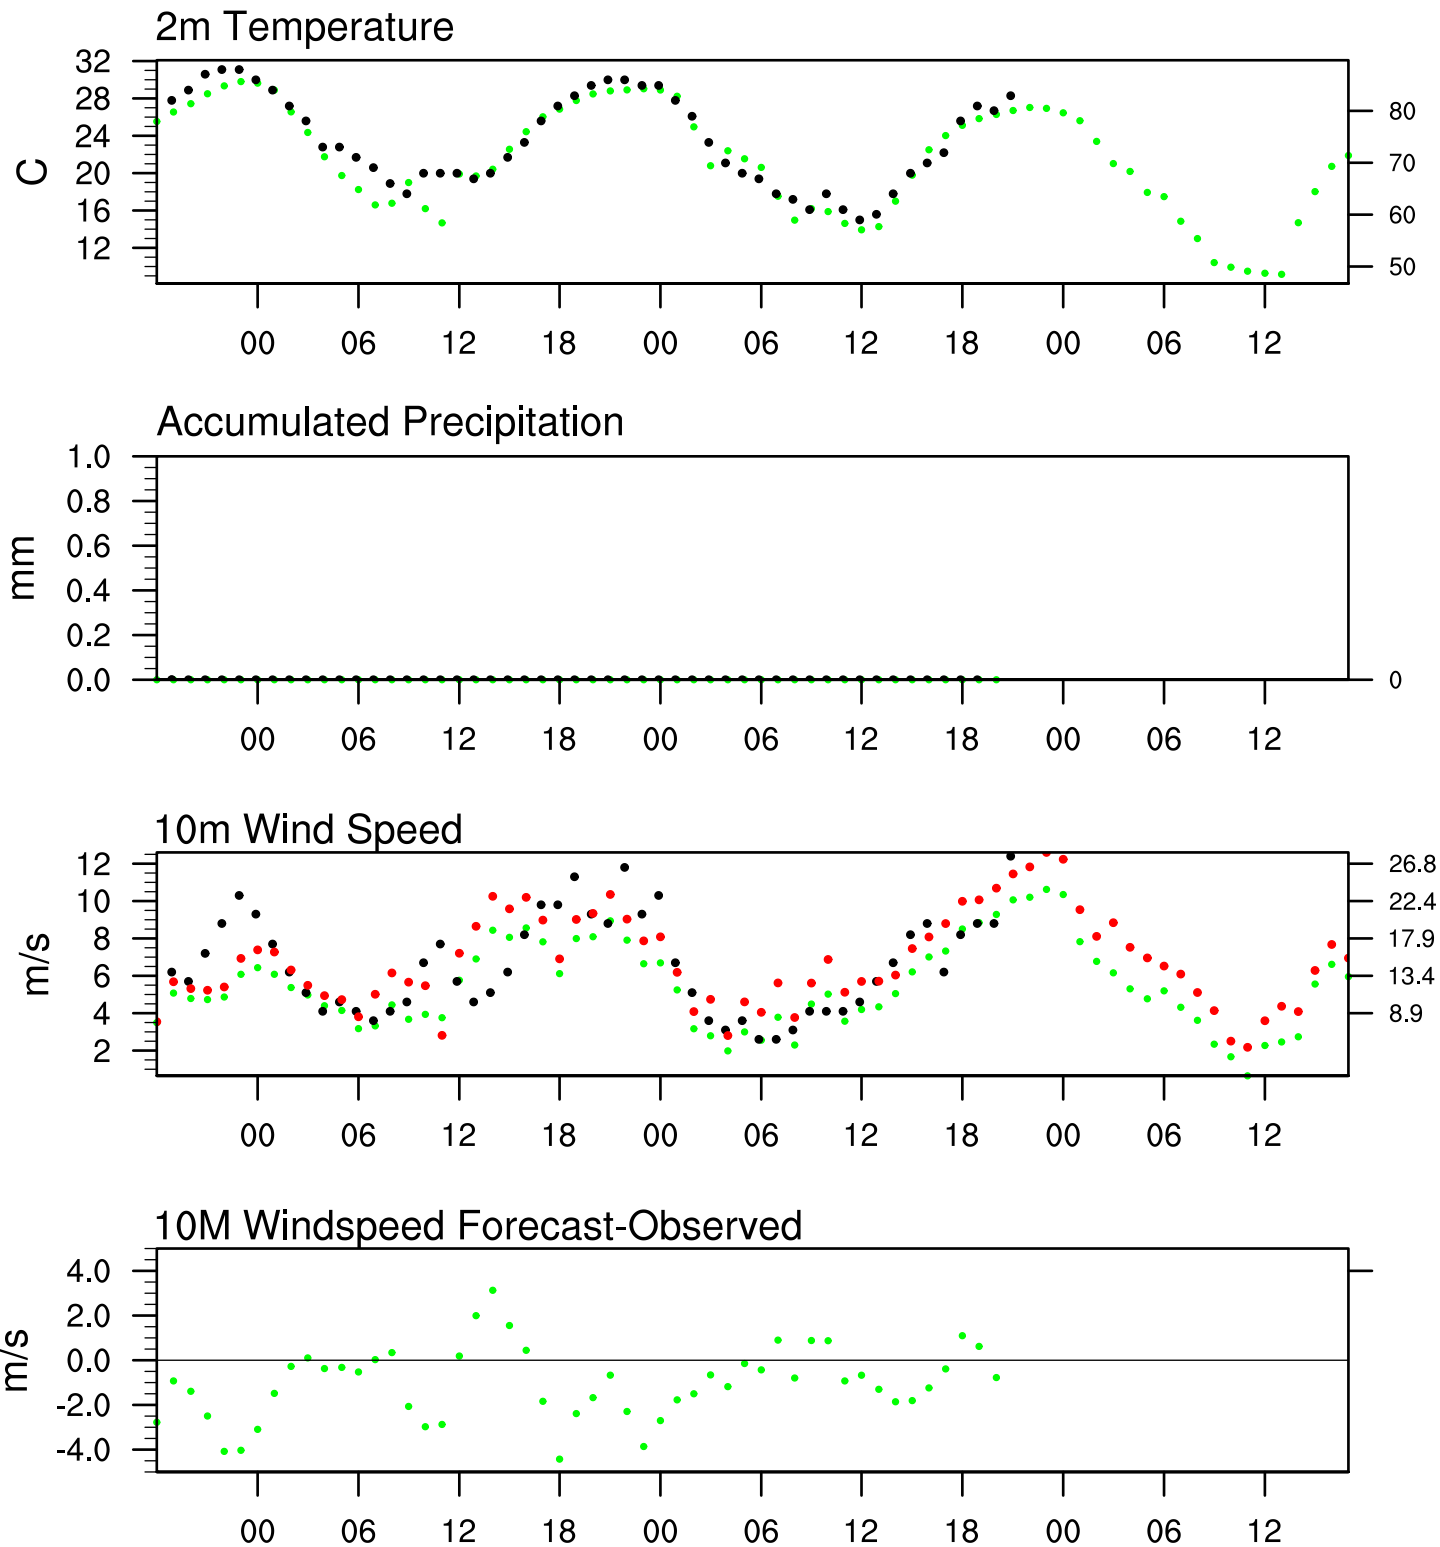 2m Temperature
32
28
24
20
16
12
C
80
70
60
50
00 06 12 18 00 06 12 18 00 06 12
Accumulated Precipitation
1.0
0.8
0.6
0.4
0.2
0.0
mm
0
00 06 12 18 00 06 12 18 00 06 12
10m Wind Speed
12
10
8
6
4
2
m/s
26.8
22.4
17.9
13.4
8.9
00 06 12 18 00 06 12 18 00 06 12
10M Windspeed Forecast-Observed
4.0
2.0
0.0
-2.0
-4.0
m/s
00 06 12 18 00 06 12 18 00 06 12